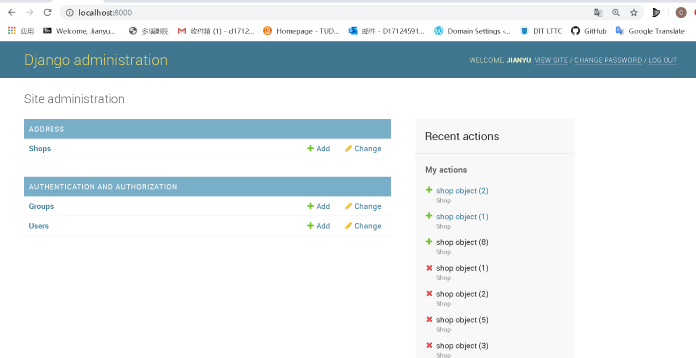 localhost:8000
应用
Welcome, Jianyu...
多瑙影院
收件箱 (1) - d1712...
Homepage - TUD...
邮件 - D17124591...
Domain Settings ‹...
DIT LTTC
GitHub
Google Translate
Django administration
WELCOME, JIANYU VIEW SITE / CHANGE PASSWORD / LOG OUT
Site administration
ADDRESS
Shops Add Change
AUTHENTICATION AND AUTHORIZATION
Groups Add Change
Users Add Change
Recent actions
My actions
shop object (2)
Shop
shop object (1)
Shop
shop object (8)
Shop
shop object (1)
Shop
shop object (2)
Shop
shop object (5)
Shop
shop object (3)
Shop